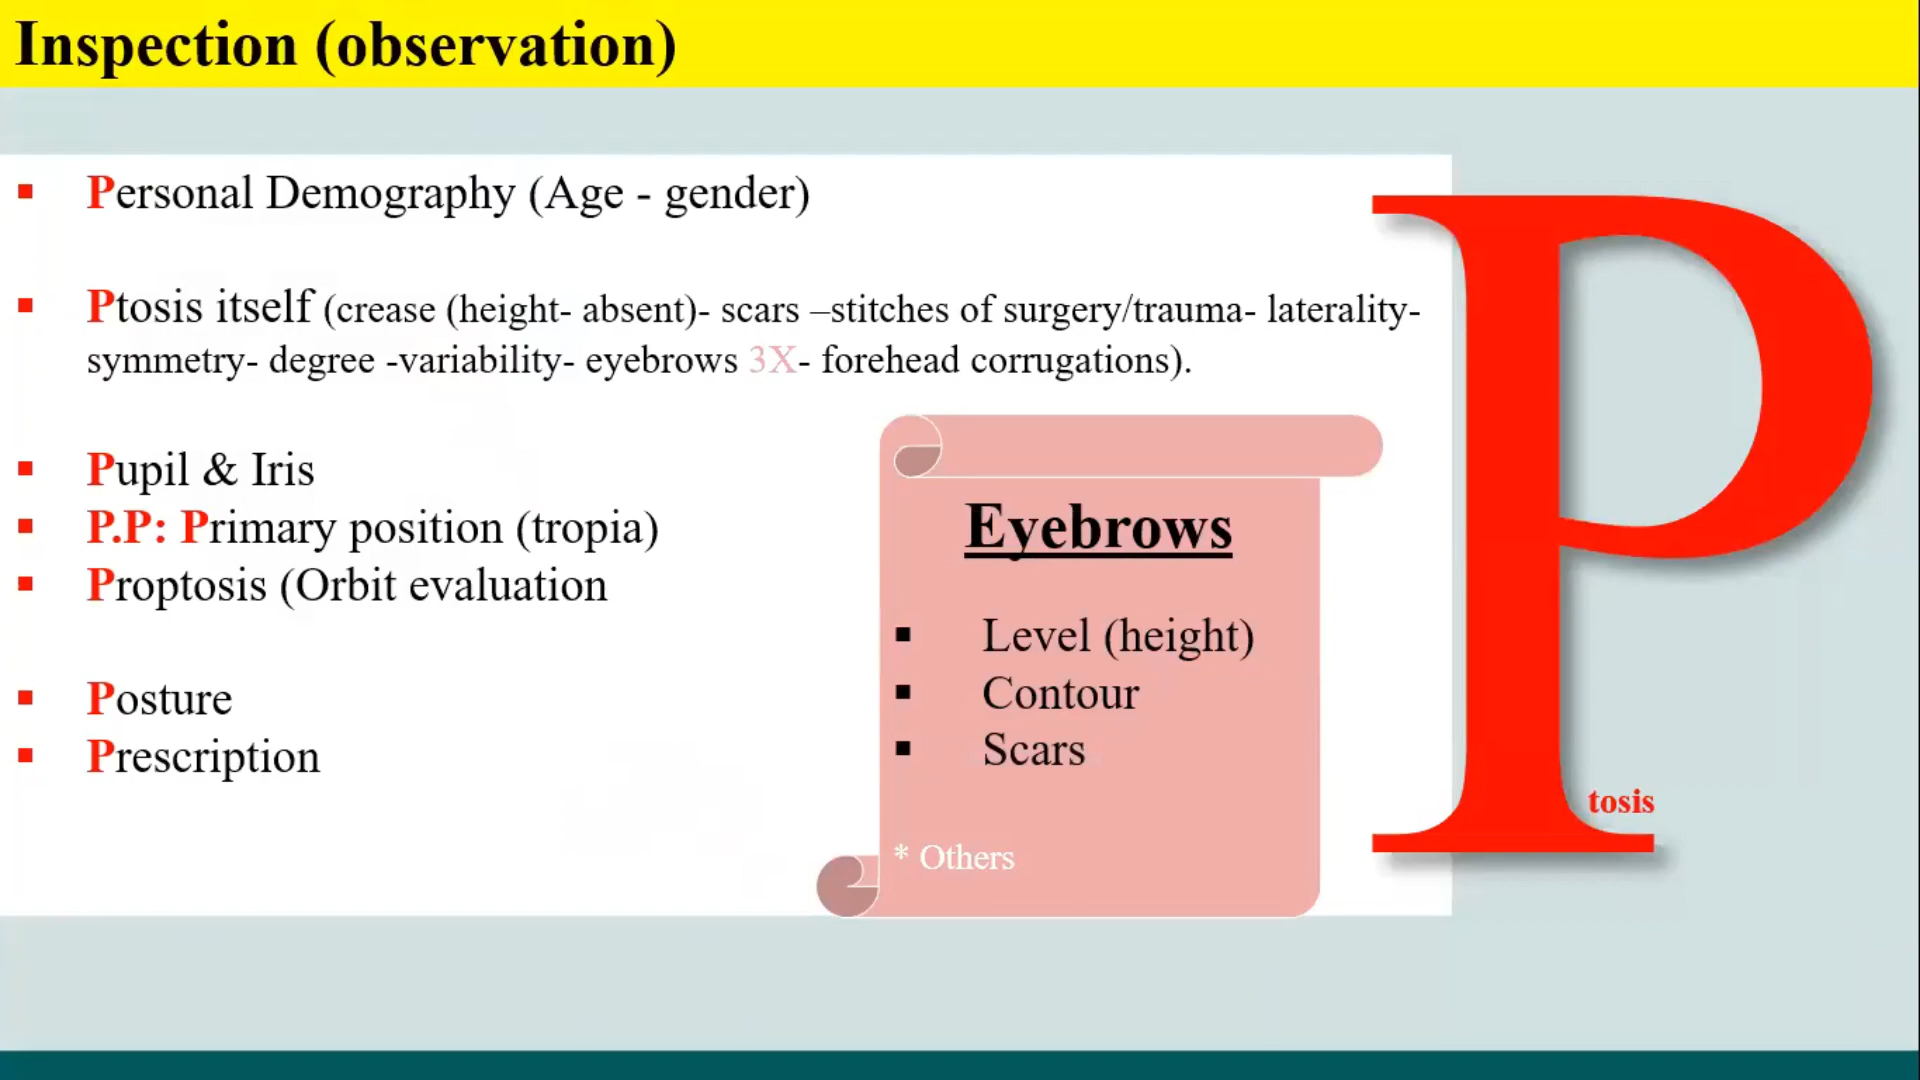 Inspection (observation)
▪ Personal Demography (Age - gender)
▪ Ptosis itself (crease (height- absent)- scars –stitches of surgery/trauma- laterality-
symmetry- degree -variability- eyebrows 3X- forehead corrugations).
▪ Pupil & Iris
▪ P.P: Primary position (tropia)
▪ Proptosis (Orbit evaluation
▪ Posture
▪ Prescription
Eyebrows
▪ Level (height)
▪ Contour
▪ Scars
* Others
P
tosis